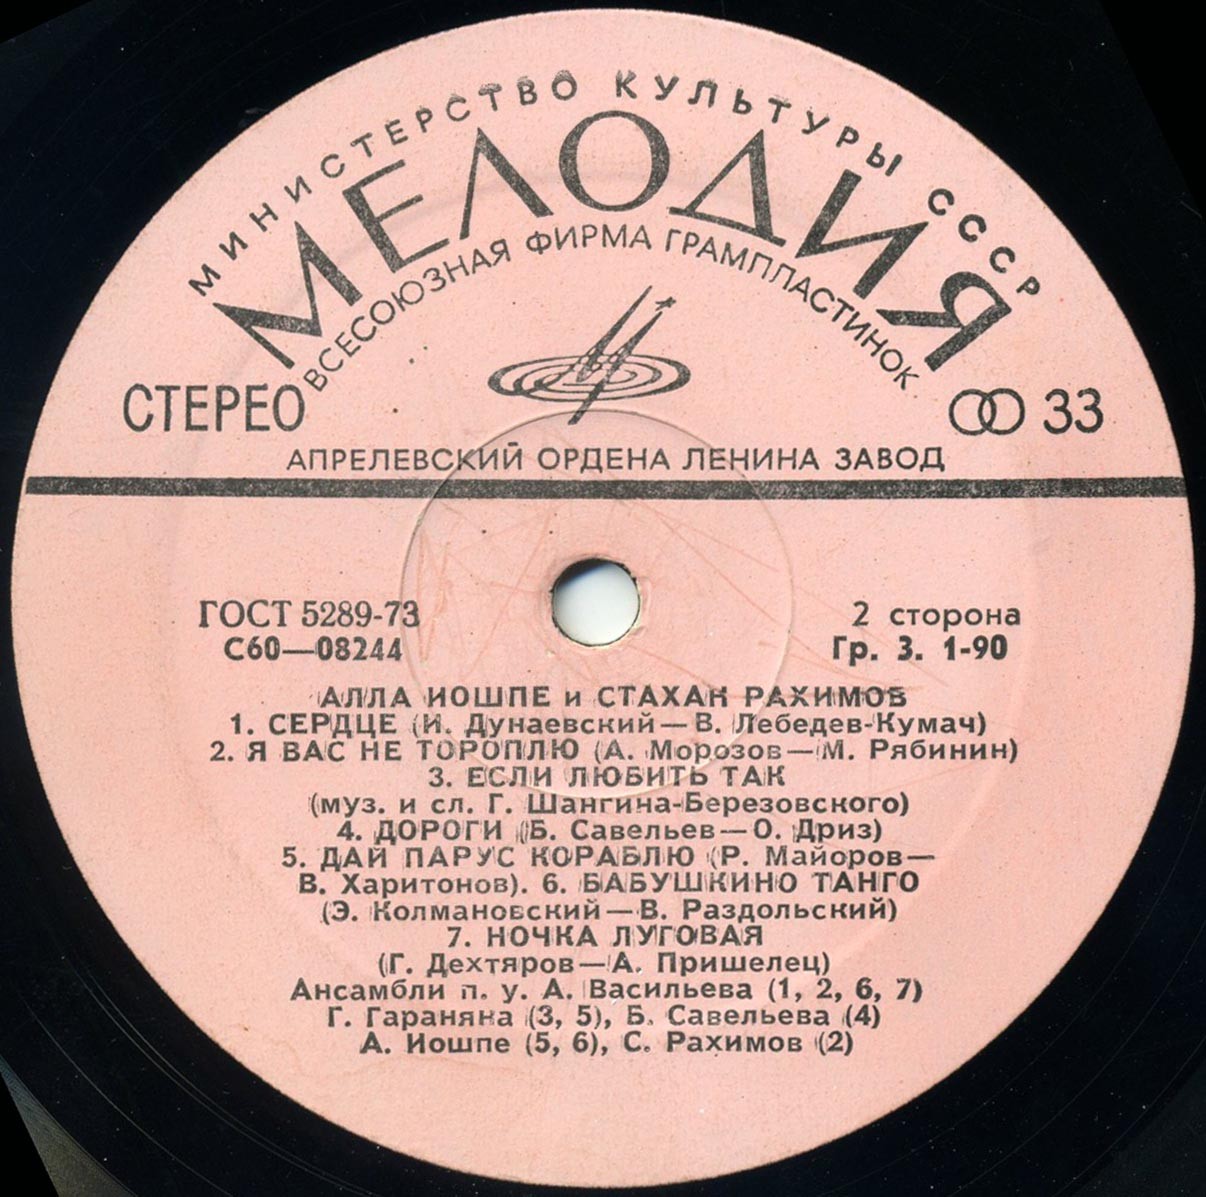 МИНИСТЕРСТВО КУЛЬТУРЫ СССР
МЕЛОДИЯ
ВСЕСОЮЗНАЯ ФИРМА ГРАМПЛАСТИНОК
СТЕРЕО
33
АПРЕЛЕВСКИЙ ОРДЕНА ЛЕНИНА ЗАВОД
ГОСТ 5289-73
2 сторона
С60—08244
Гр. 3. 1-90
АЛЛА ИОШПЕ и СТАХАН РАХИМОВ
1. СЕРДЦЕ (И. Дунаевский—В. Лебедев-Кумач)
2. Я ВАС НЕ ТОРОПЛЮ (А. Морозов—М. Рябинин)
3. ЕСЛИ ЛЮБИТЬ ТАК
(муз. и сл. Г. Шангина-Березовского)
4. ДОРОГИ (Б. Савельев—О. Дриз)
5. ДАЙ ПАРУС КОРАБЛЮ (Р. Майоров—
В. Харитонов). 6. БАБУШКИНО ТАНГО
(Э. Колмановский—В. Раздольский)
7. НОЧКА ЛУГОВАЯ
(Г. Дехтяров—А. Пришелец)
Ансамбли п. у. А. Васильева (1, 2, 6, 7)
Г. Гараняна (3, 5), Б. Савельева (4)
А. Иошпе (5, 6), С. Рахимов (2)